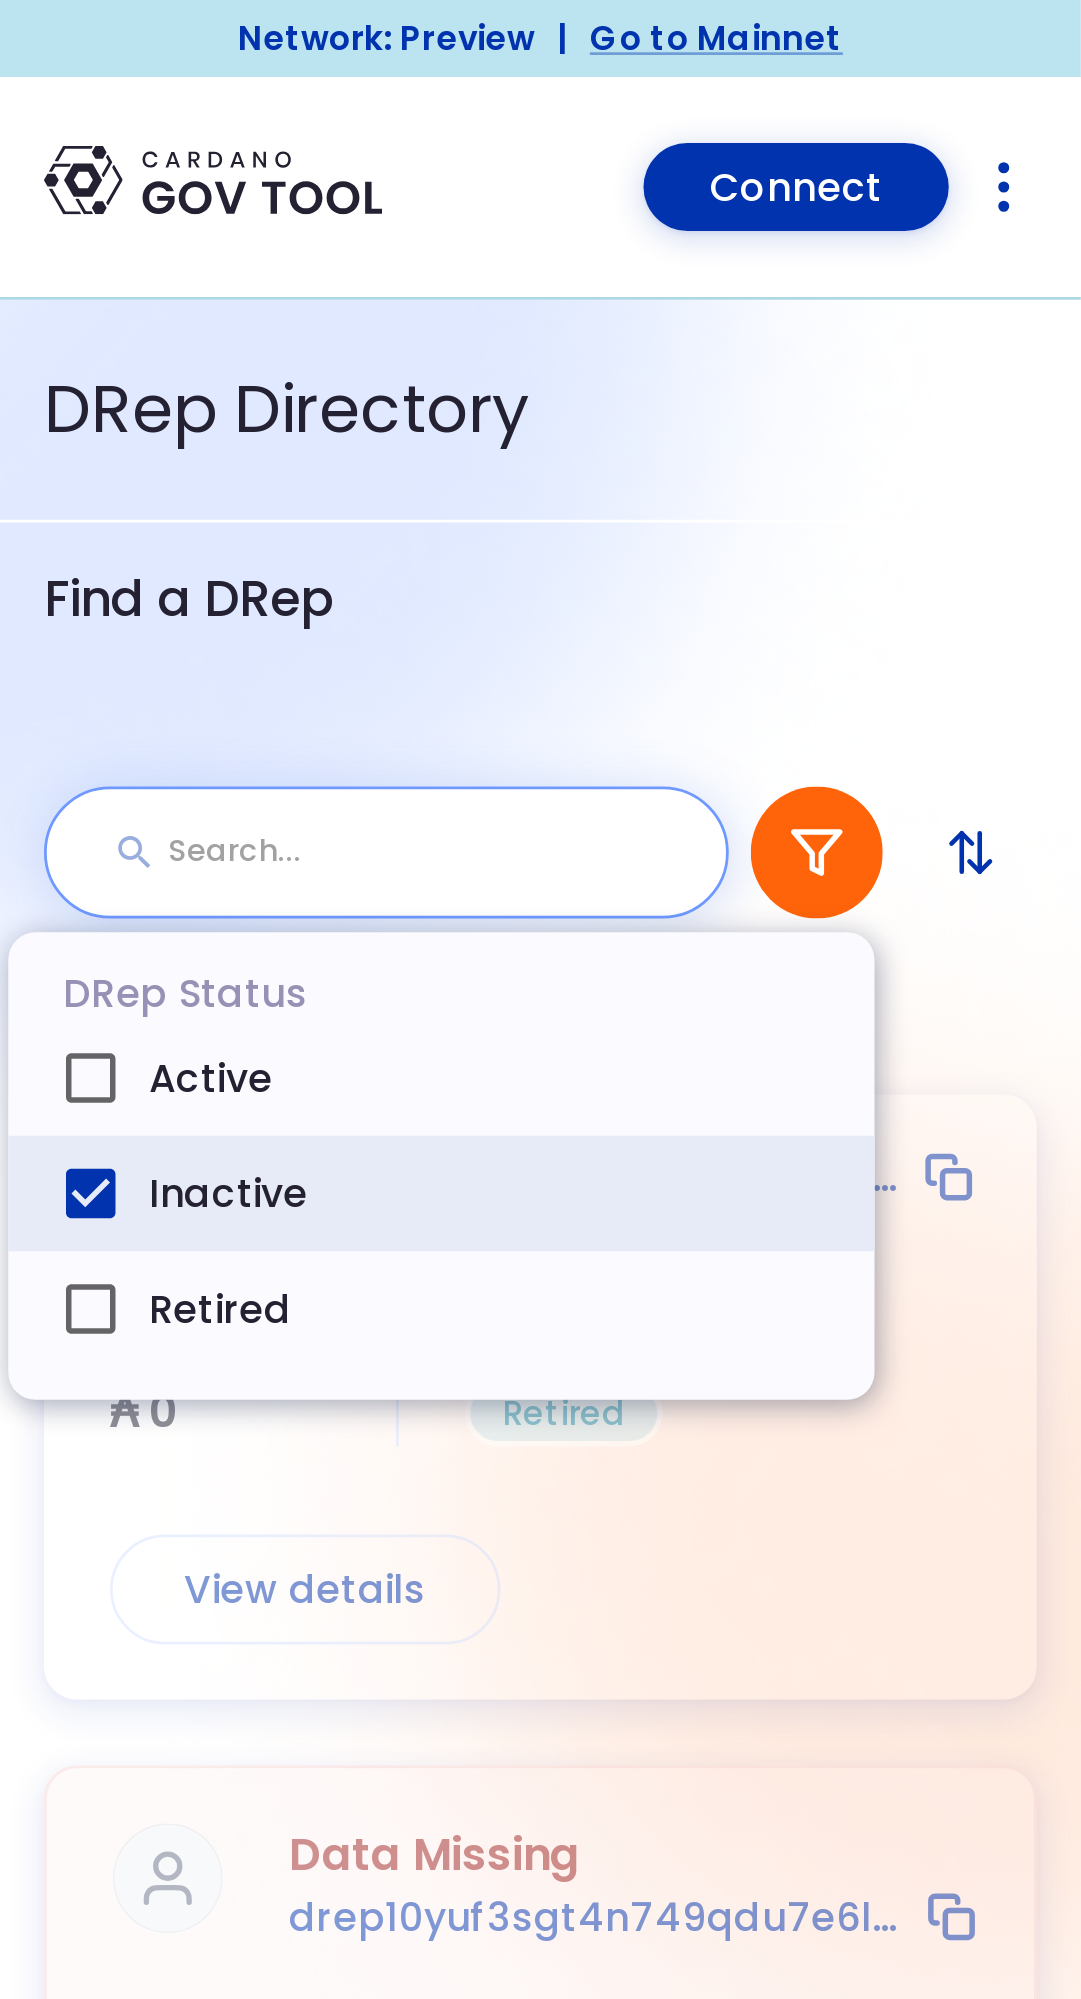 Network: Preview | Go to Mainnet
CARDANO
GOV TOOL
Connect
DRep Directory
Find a DRep
Search...
DRep Status
Active
...
Inactive
Retired
₳ 0
Retired
View details
Data Missing
drep10yuf3sgt4n749qdu7e6l...